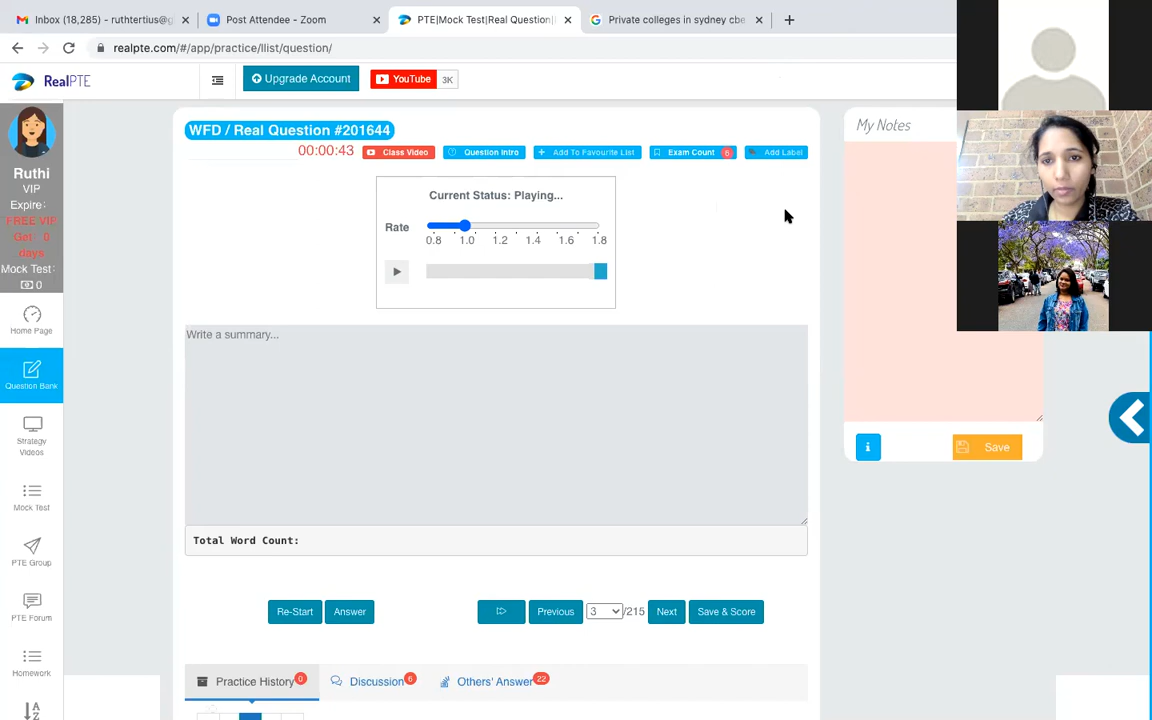 Inbox (18,285) - ruthtertius@g
Post Attendee - Zoom
PTE|Mock Test|Real Question|
Private colleges in sydney cbe
realpte.com/#/app/practice/llist/question/
RealPTE
Upgrade Account
YouTube
3K
Ruthi
VIP
Expire:
FREE VIP
Got: 0
days
Mock Test:
0
Home Page
Question Bank
Strategy
Videos
Mock Test
PTE Group
PTE Forum
Homework
A
Z
WFD / Real Question #201644
00:00:43
Class Video
Question Intro
Add To Favourite List
Exam Count
6
Add Label
Current Status: Playing...
Rate
0.8 1.0 1.2 1.4 1.6 1.8
Write a summary...
Total Word Count:
Re-Start
Answer
Previous
3
/215
Next
Save & Score
Practice History
0
Discussion
6
Others' Answer
22
My Notes
Save